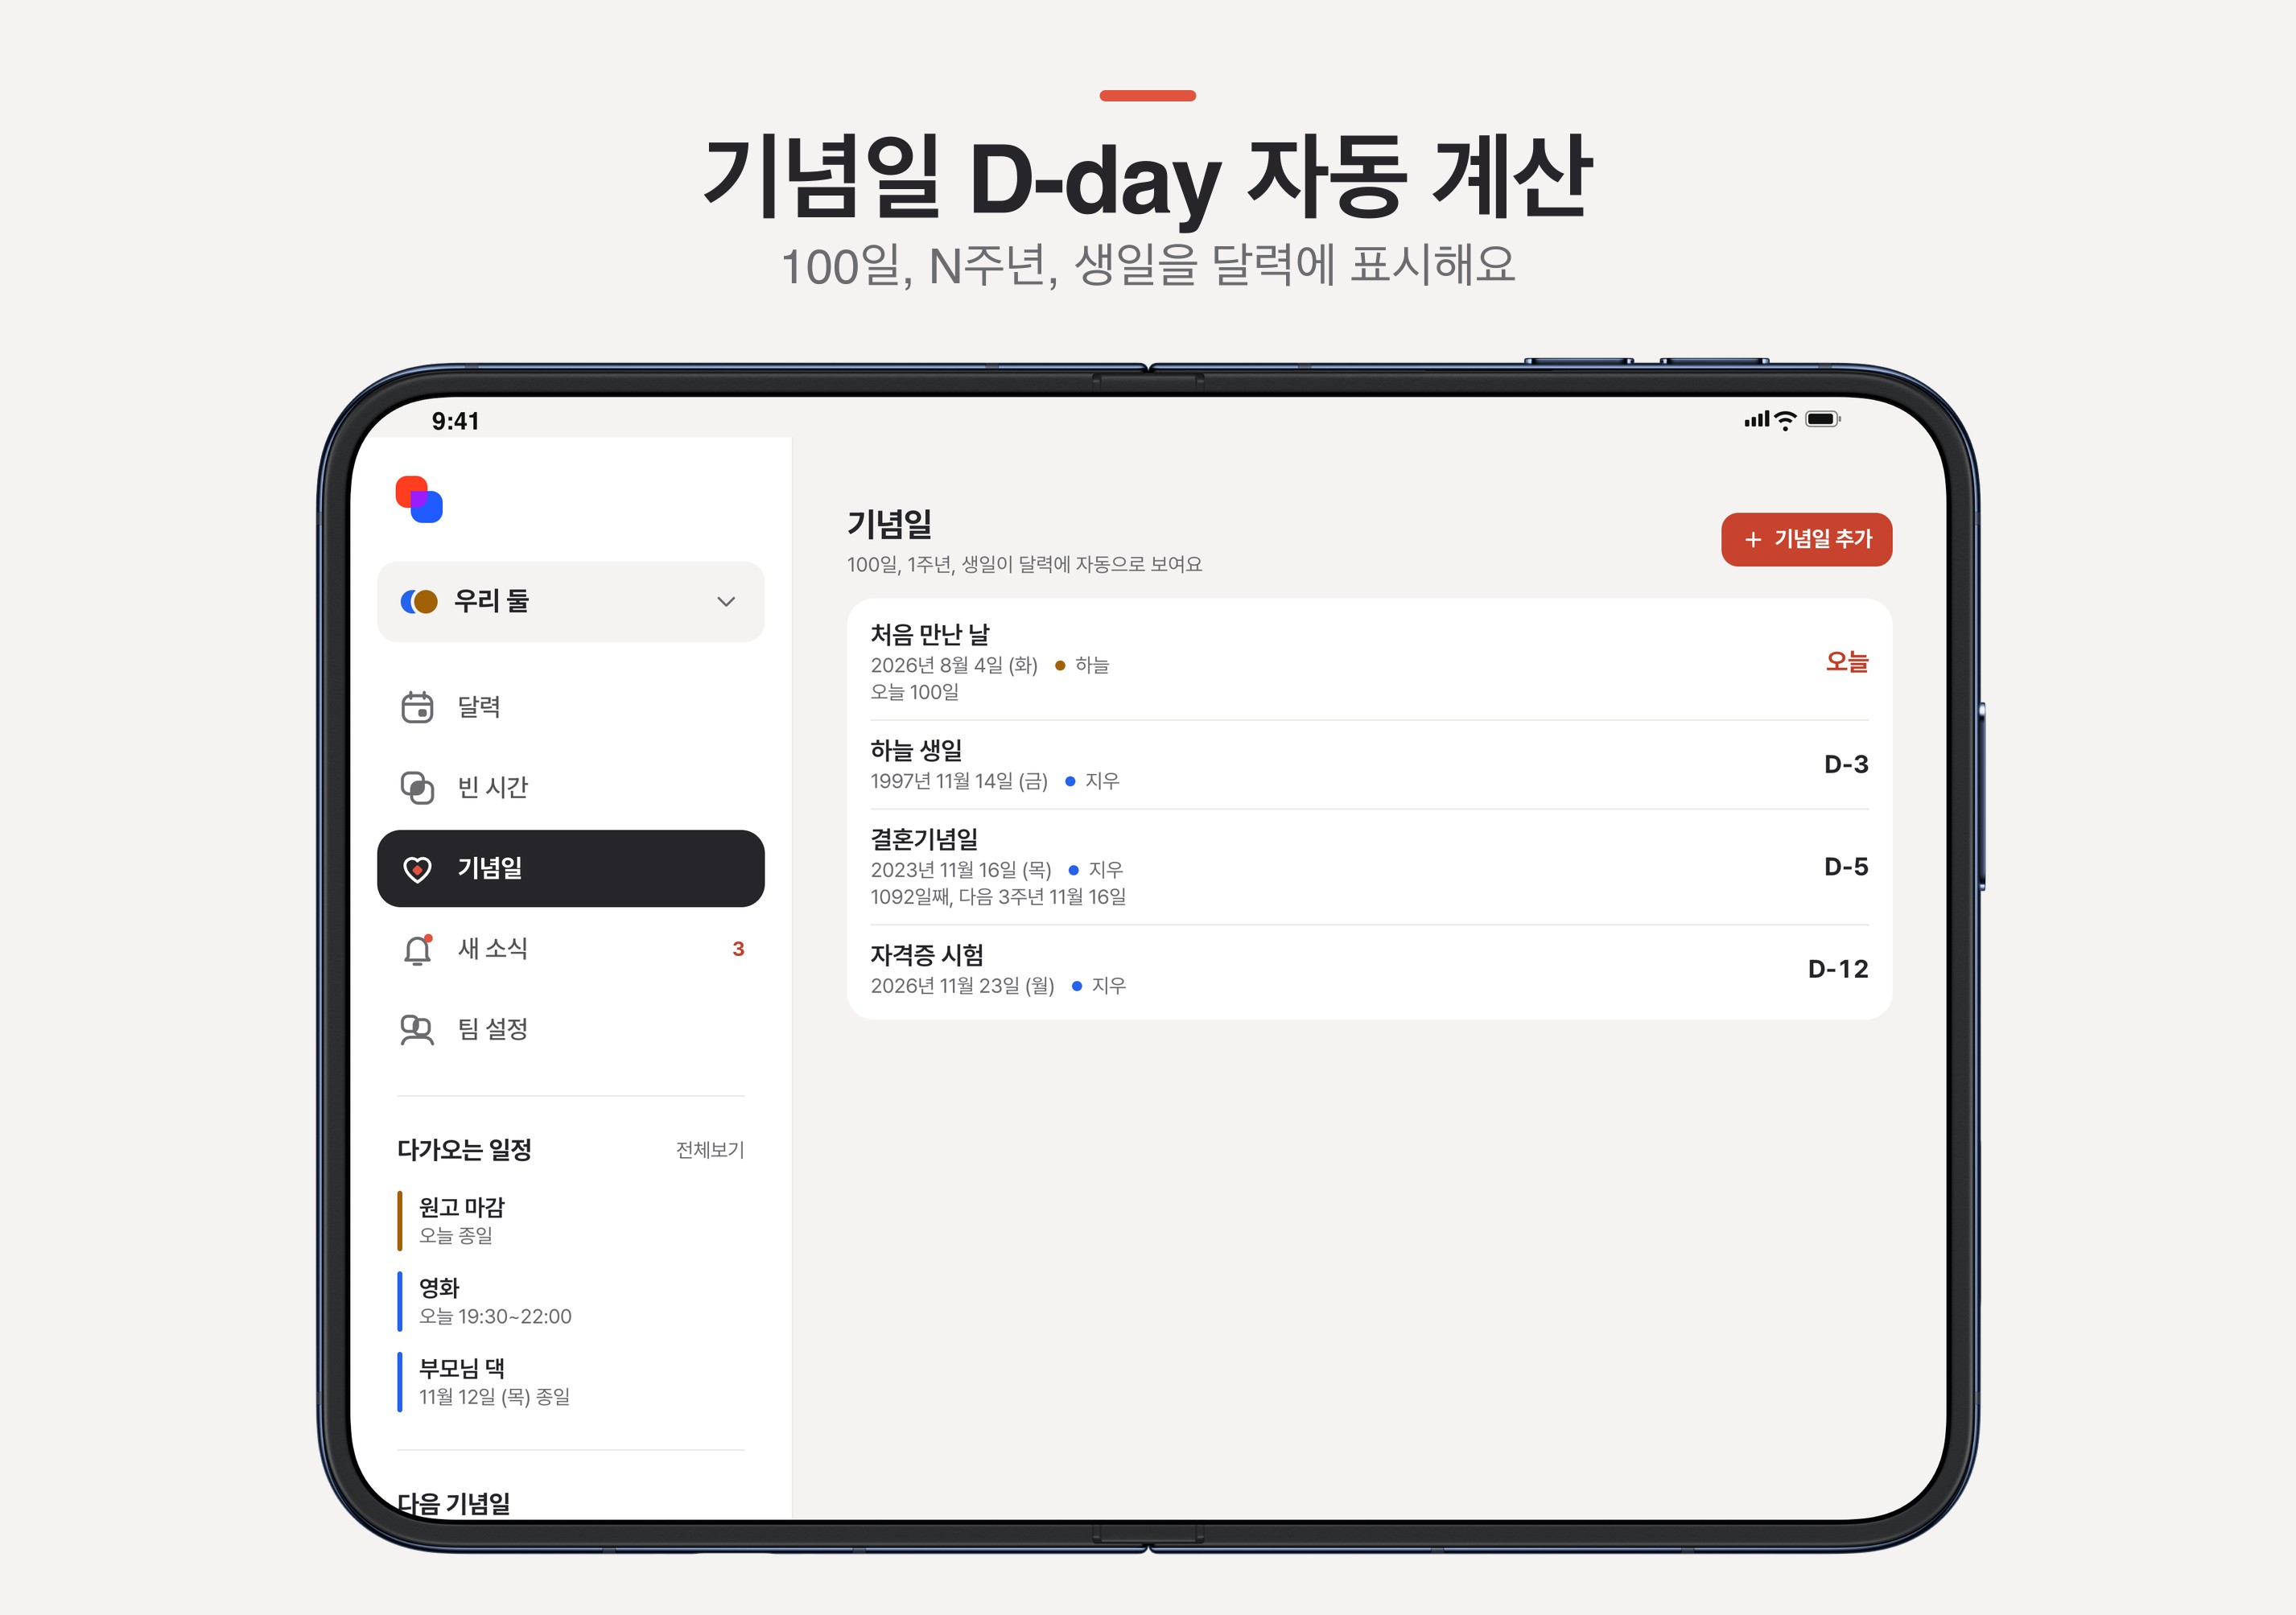 기념일 D-day 자동 계산
100일, N주년, 생일을 달력에 표시해요
9:41
우리 둘
달력
빈 시간
기념일
새 소식 3
팀 설정
다가오는 일정 전체보기
원고 마감
오늘 종일
영화
오늘 19:30~22:00
부모님 댁
11월 12일 (목) 종일
다음 기념일
기념일
100일, 1주년, 생일이 달력에 자동으로 보여요
+ 기념일 추가
처음 만난 날
2026년 8월 4일 (화) 하늘
오늘 100일
오늘
하늘 생일
1997년 11월 14일 (금) 지우
D-3
결혼기념일
2023년 11월 16일 (목) 지우
1092일째, 다음 3주년 11월 16일
D-5
자격증 시험
2026년 11월 23일 (월) 지우
D-12